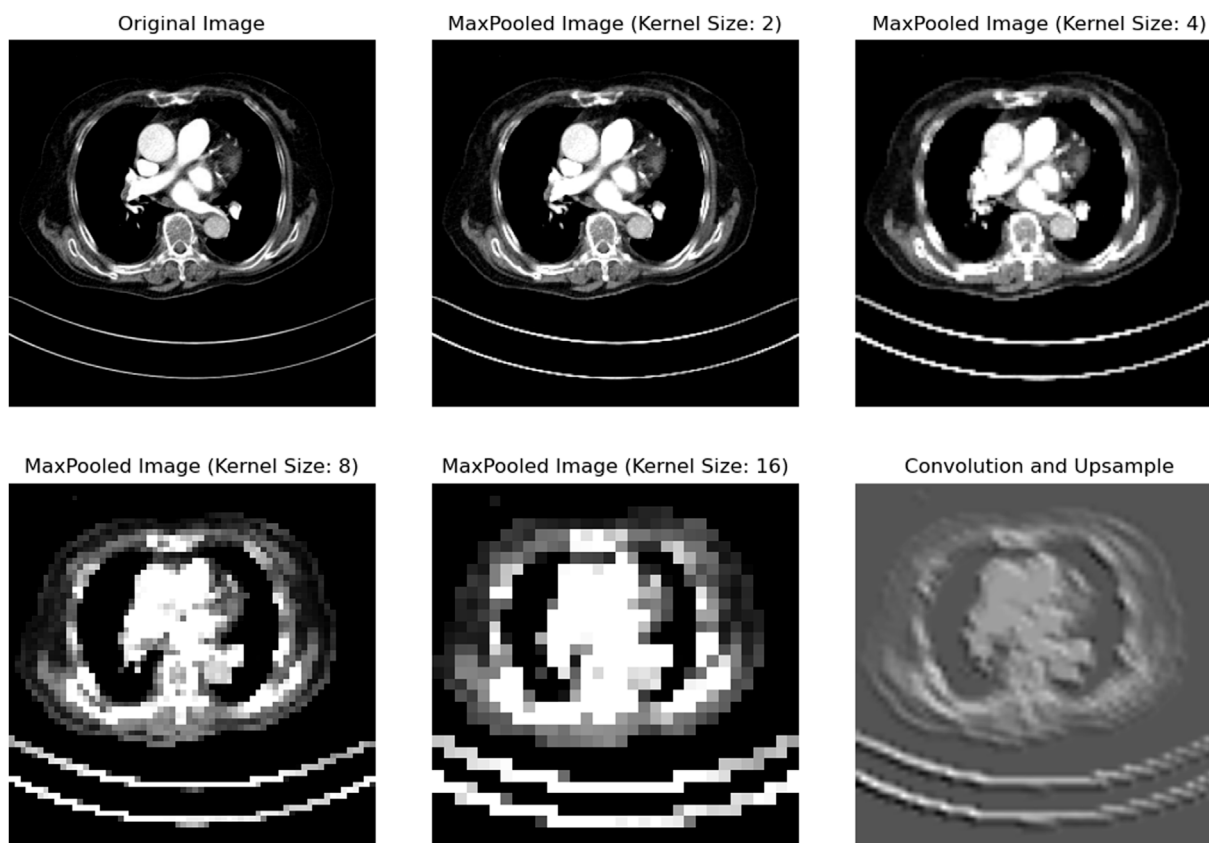 Original Image
MaxPooled Image (Kernel Size: 2)
MaxPooled Image (Kernel Size: 4)
MaxPooled Image (Kernel Size: 8)
MaxPooled Image (Kernel Size: 16)
Convolution and Upsample